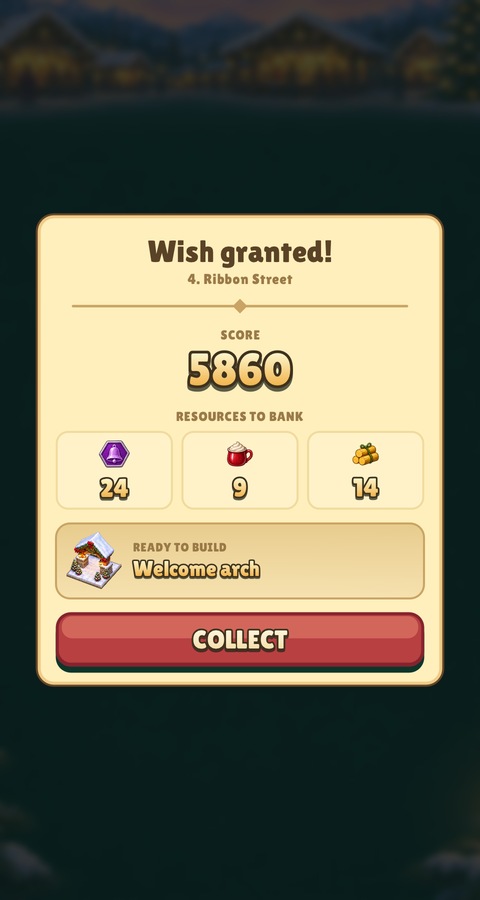 Wish granted!
4. Ribbon Street
SCORE
5860
RESOURCES TO BANK
24
9
14
READY TO BUILD
Welcome arch
COLLECT